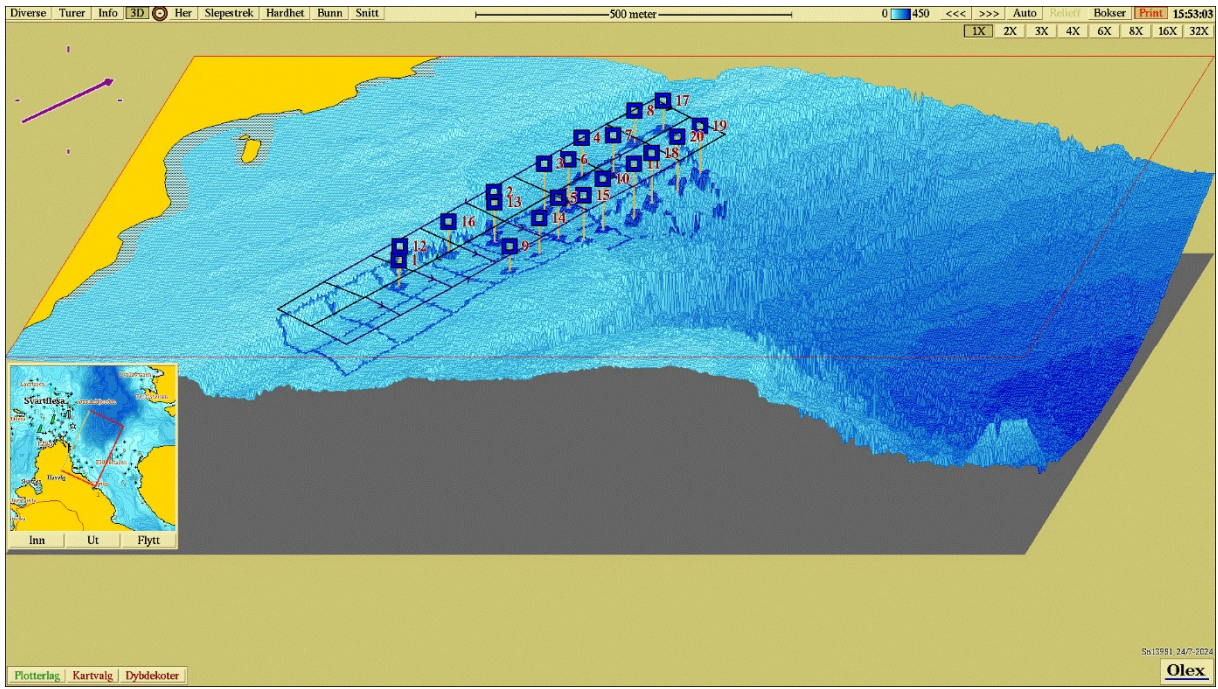 Diverse Turer Info 3D Her Slepestrek Hardhet Bunn Snitt 500 meter 0 450 <<< >>> Auto Relieff Bokser Print 15:53:03
1X 2X 3X 4X 6X 8X 16X 32X
17
8
19
4 7 20
3 6 18
11
10
2
13 5 15
16 14
12 9
1
Svartflesa
Inn Ut Flytt
Sn13981, 24/7-2024
Plotterlag Kartvalg Dybdekoter
Olex